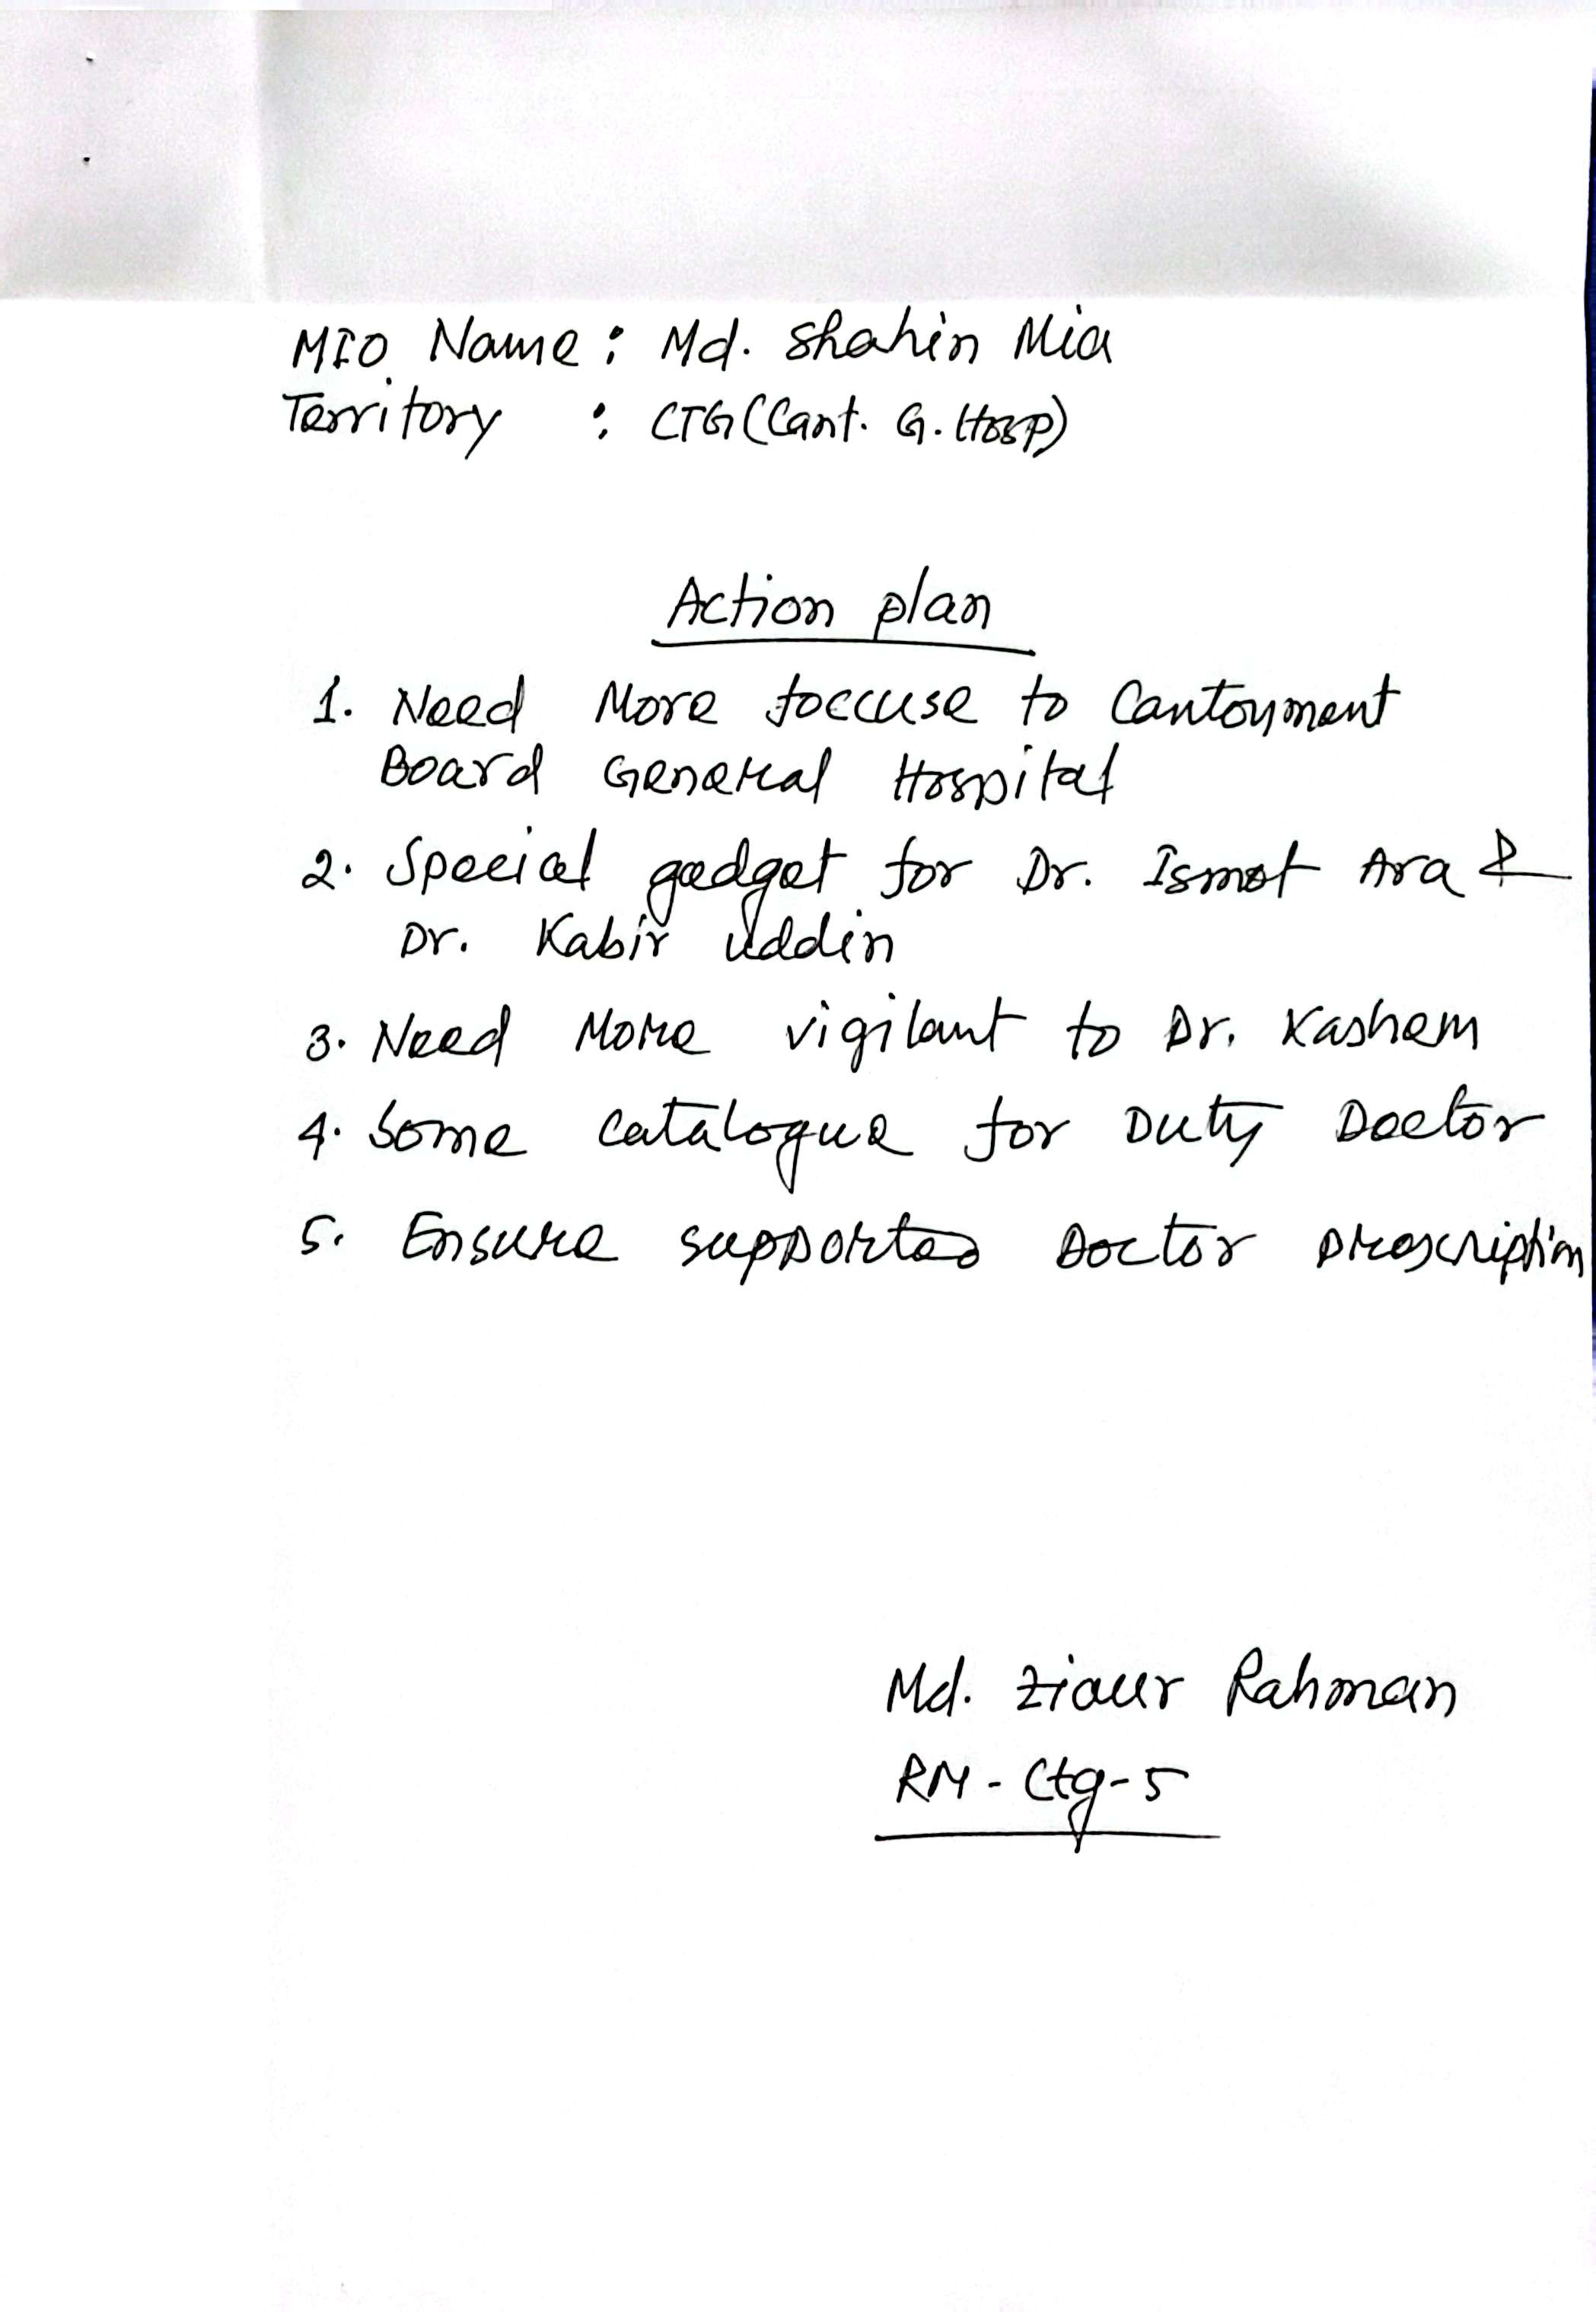 MIO Name : Md. Shahin Mia
Territory : CTG (Cant. G. Hosp)
Action plan
1. Need More foccuse to Cantoynment
Board General Hospital
2. Special gadget for Dr. Ismot Ara &
Dr. Kabir uddin
3. Need More vigilant to Dr. Kashem
4. Some catalogue for Duty Doctor
5. Ensure supported Doctor prescription
Md. Ziaur Rahman
RM - Ctg - 5